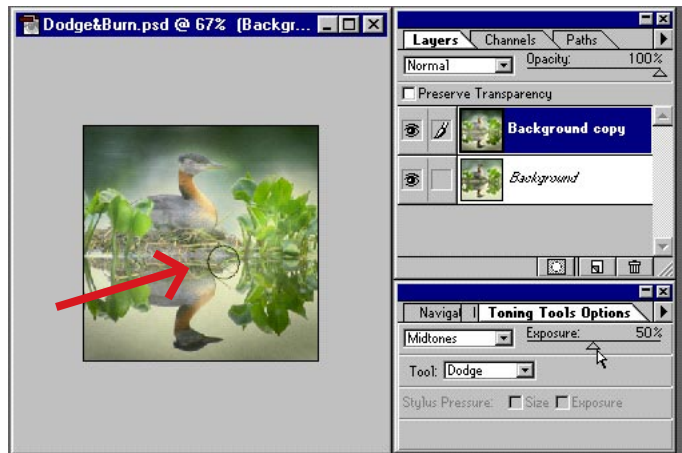 Dodge&Burn.psd @ 67% (Backgr...
Layers Channels Paths
Normal Opacity: 100%
Preserve Transparency
Background copy
Background
Navigat I Toning Tools Options
Midtones Exposure: 50%
Tool: Dodge
Stylus Pressure: Size Exposure